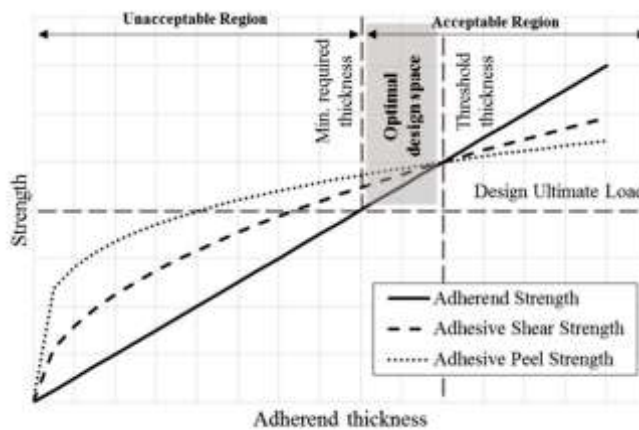 Unacceptable Region
Acceptable Region
Min. required
thickness
Optimal
design space
Threshold
thickness
Strength
Design Ultimate Load
Adherend Strength
Adhesive Shear Strength
Adhesive Peel Strength
Adherend thickness